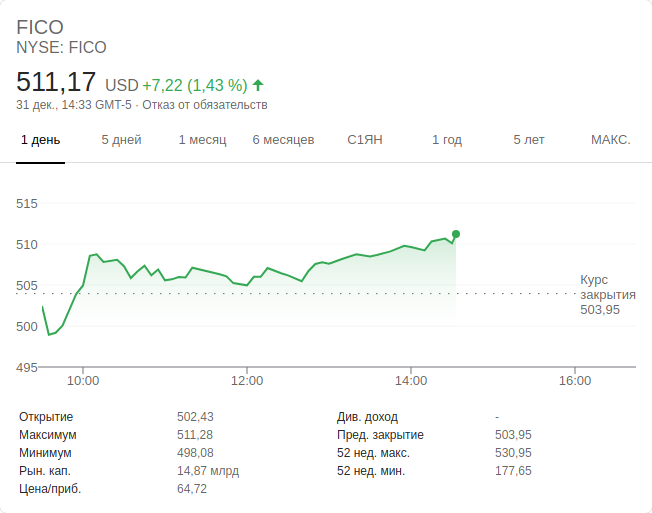 FICO
NYSE: FICO
511,17 USD +7,22 (1,43 %)
31 дек., 14:33 GMT-5 · Отказ от обязательств
1 день 5 дней 1 месяц 6 месяцев С1ЯН 1 год 5 лет МАКС.
515
510
505
500
495
Курс
закрытия
503,95
10:00 12:00 14:00 16:00
Открытие 502,43 Див. доход -
Максимум 511,28 Пред. закрытие 503,95
Минимум 498,08 52 нед. макс. 530,95
Рын. кап. 14,87 млрд 52 нед. мин. 177,65
Цена/приб. 64,72